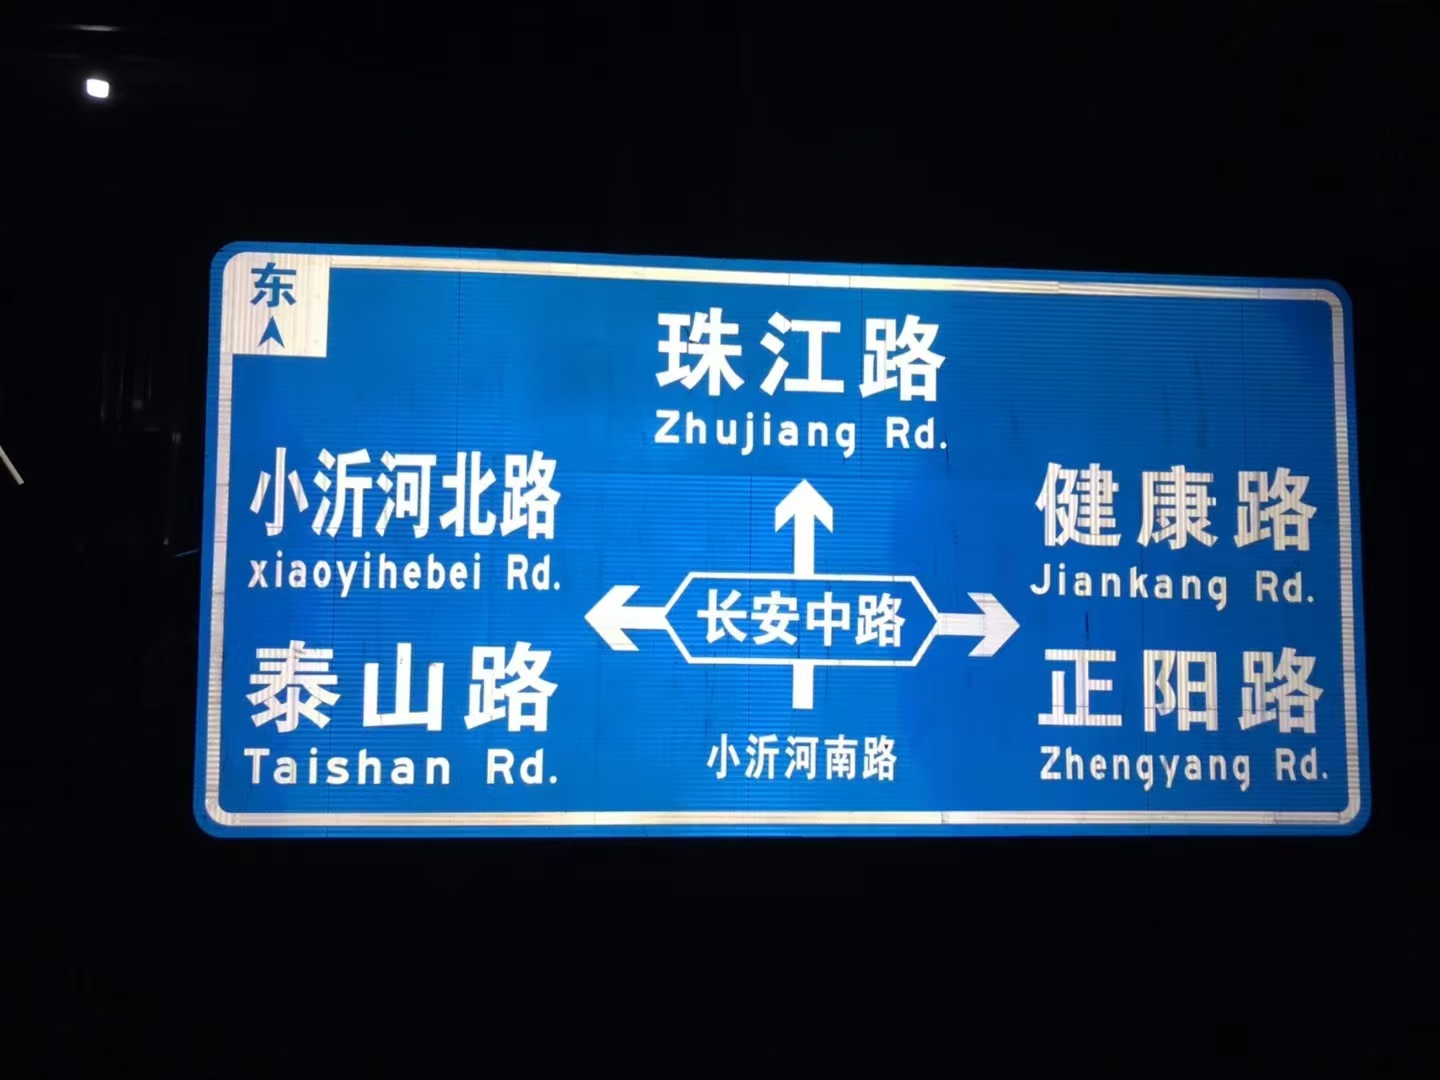 东
珠江路
Zhujiang Rd.
小沂河北路
xiaoyihebei Rd.
健康路
Jiankang Rd.
长安中路
泰山路
Taishan Rd.
正阳路
Zhengyang Rd.
小沂河南路